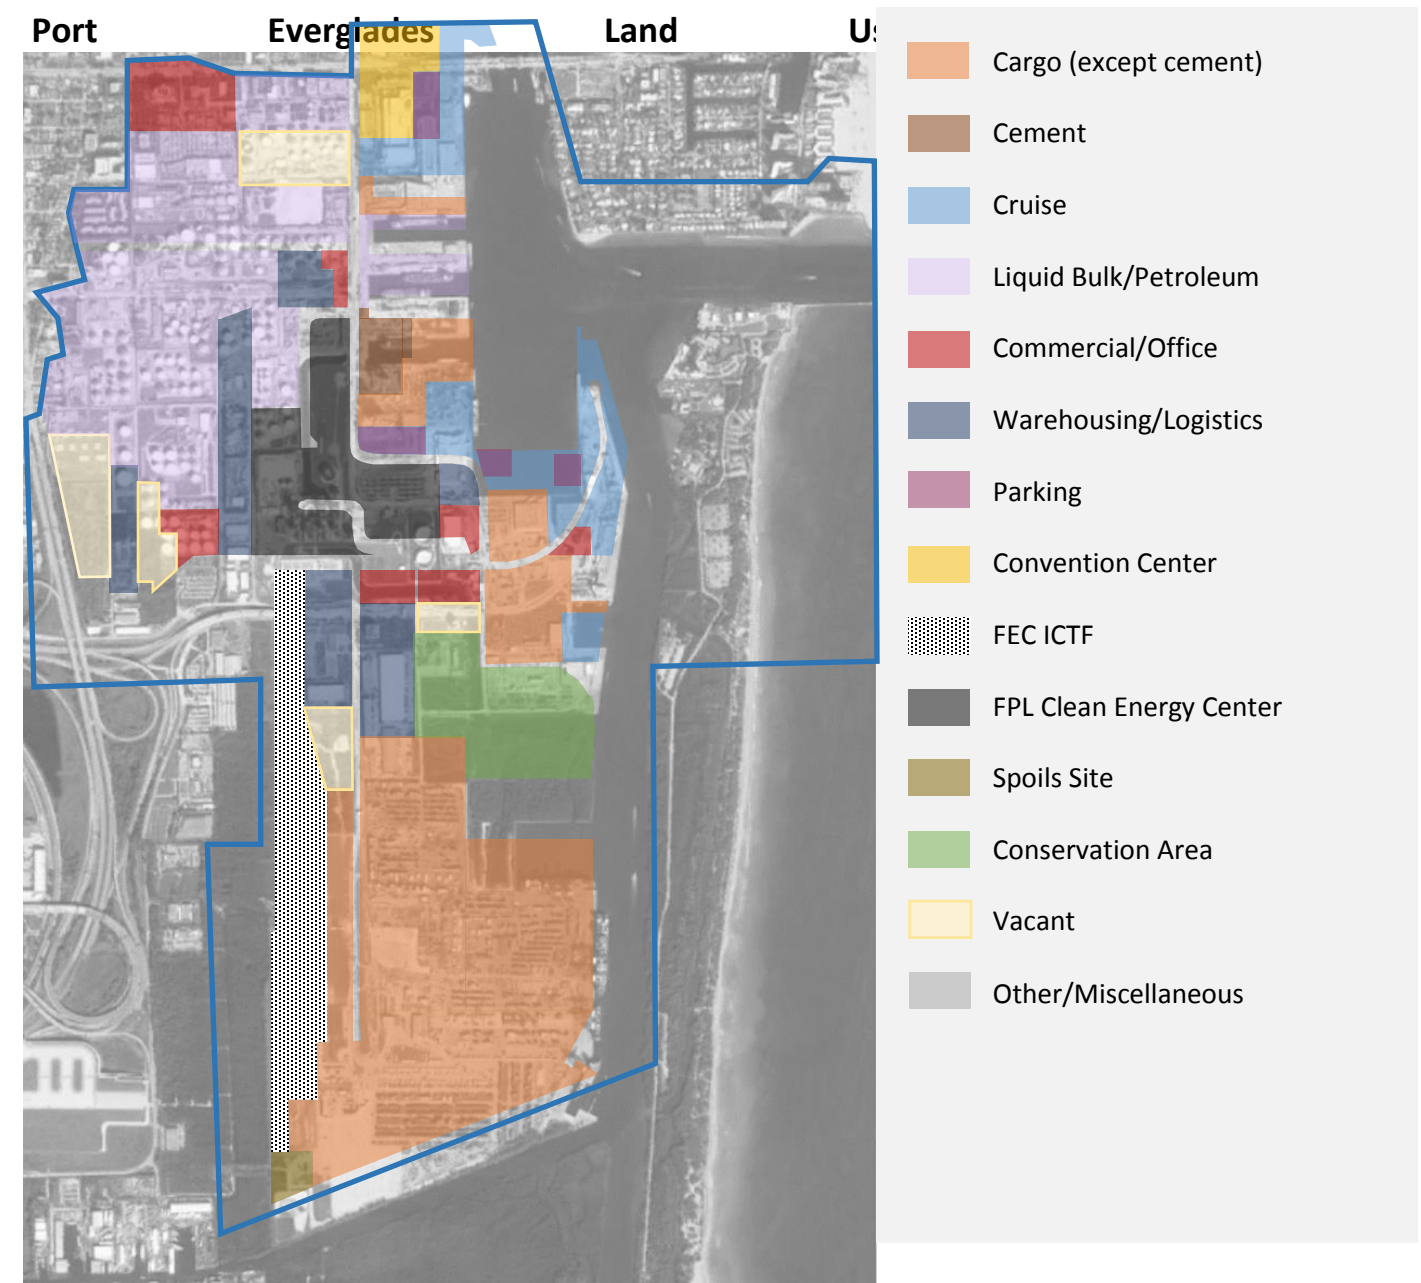 Port Everglades Land Us
Cargo (except cement)
Cement
Cruise
Liquid Bulk/Petroleum
Commercial/Office
Warehousing/Logistics
Parking
Convention Center
FEC ICTF
FPL Clean Energy Center
Spoils Site
Conservation Area
Vacant
Other/Miscellaneous